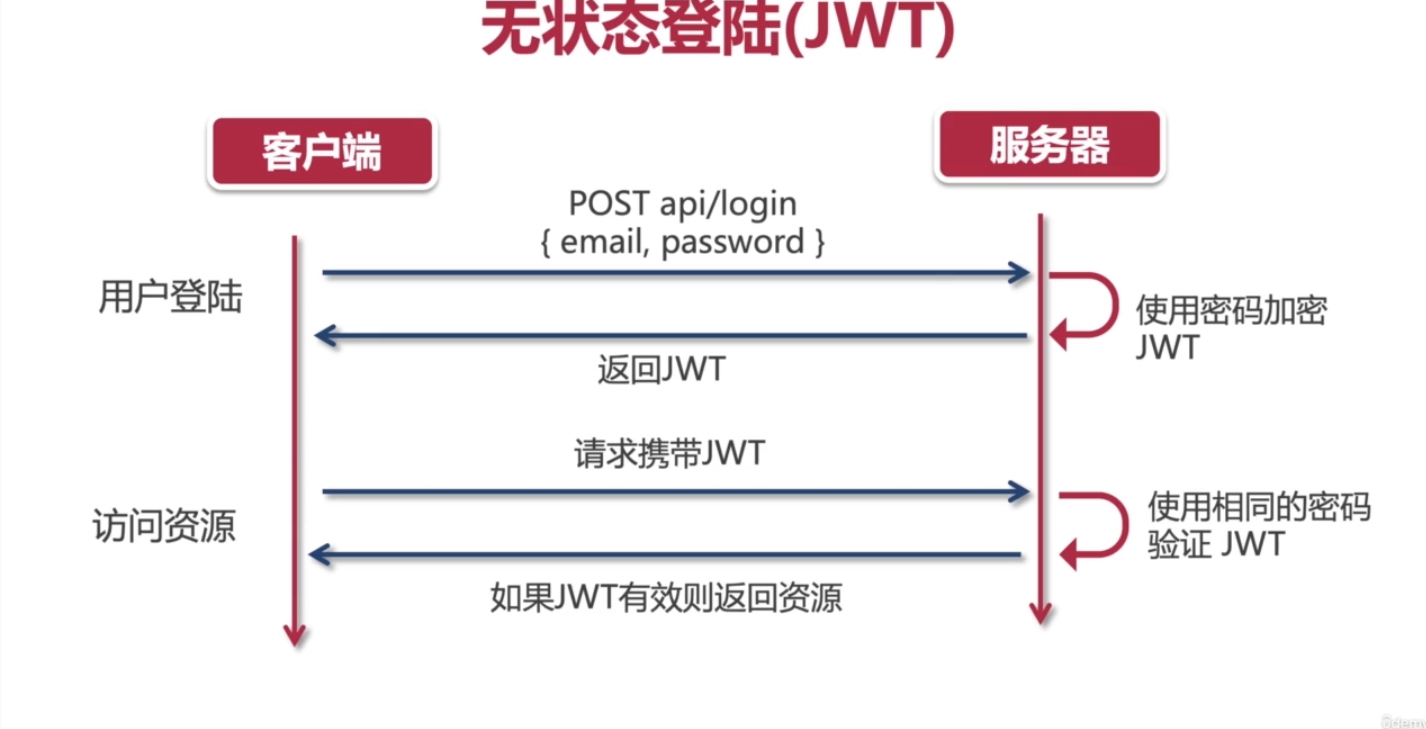 无状态登陆(JWT)
客户端
服务器
POST api/login
{ email, password }
用户登陆
使用密码加密
JWT
返回JWT
请求携带JWT
访问资源
使用相同的密码
验证 JWT
如果JWT有效则返回资源